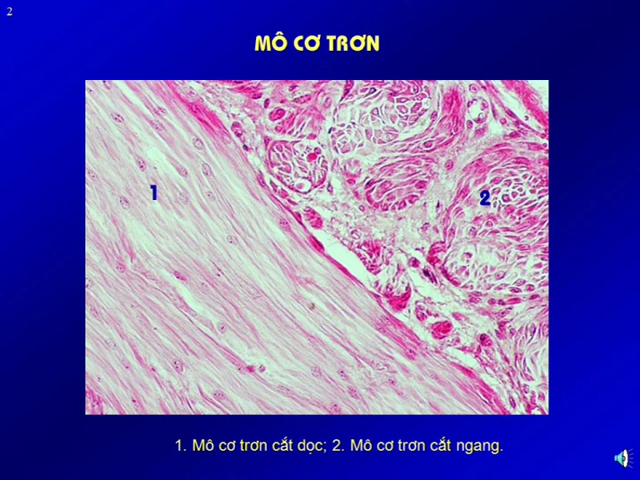 2
MÔ CƠ TRƠN
1
2
1. Mô cơ trơn cắt dọc; 2. Mô cơ trơn cắt ngang.